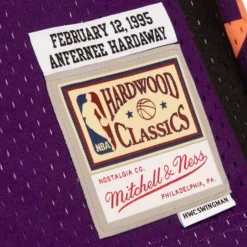 FEBRUARY 12, 1995
ANFERNEE HARDAWAY
HARDWOOD
NBA
CLASSICS
NOSTALGIA CO.
Mitchell & Ness
PHILADELPHIA, PA.
HWC SWINGMAN